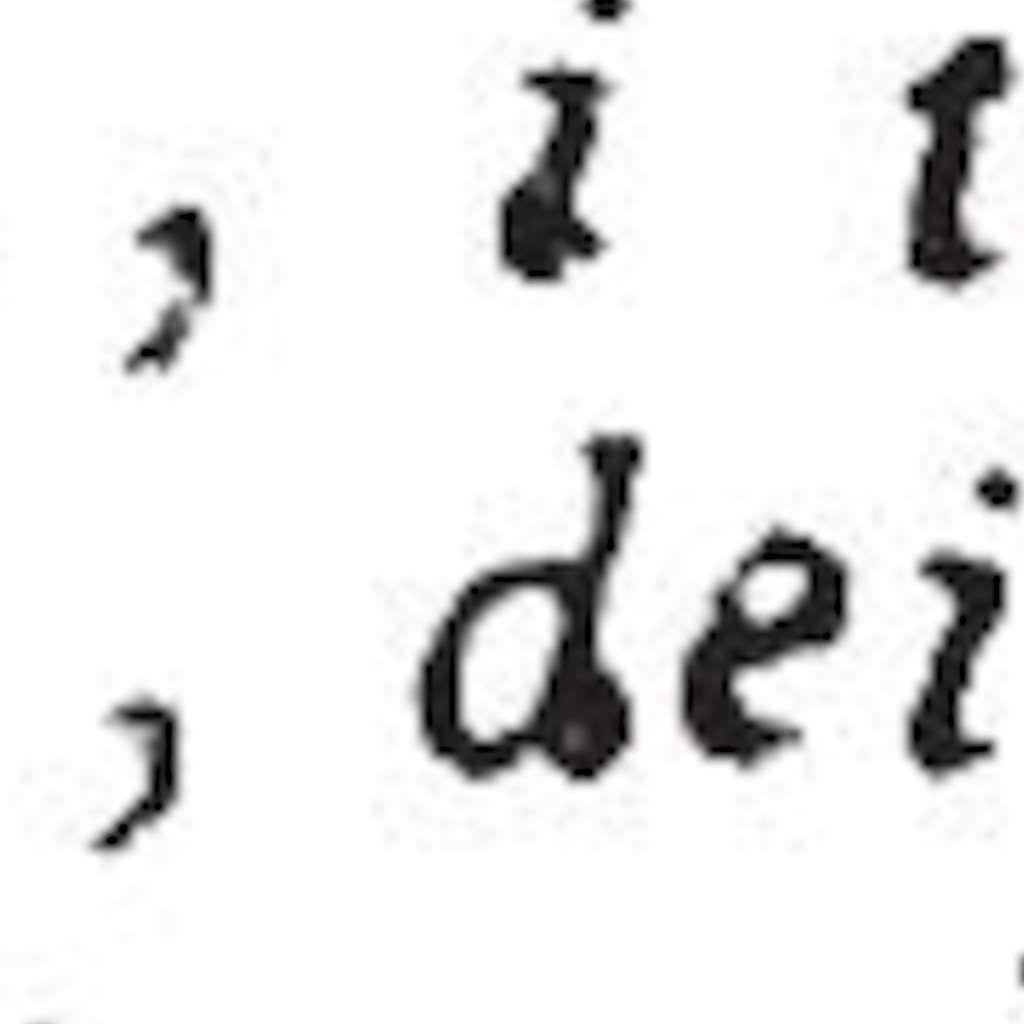 , i
, dei